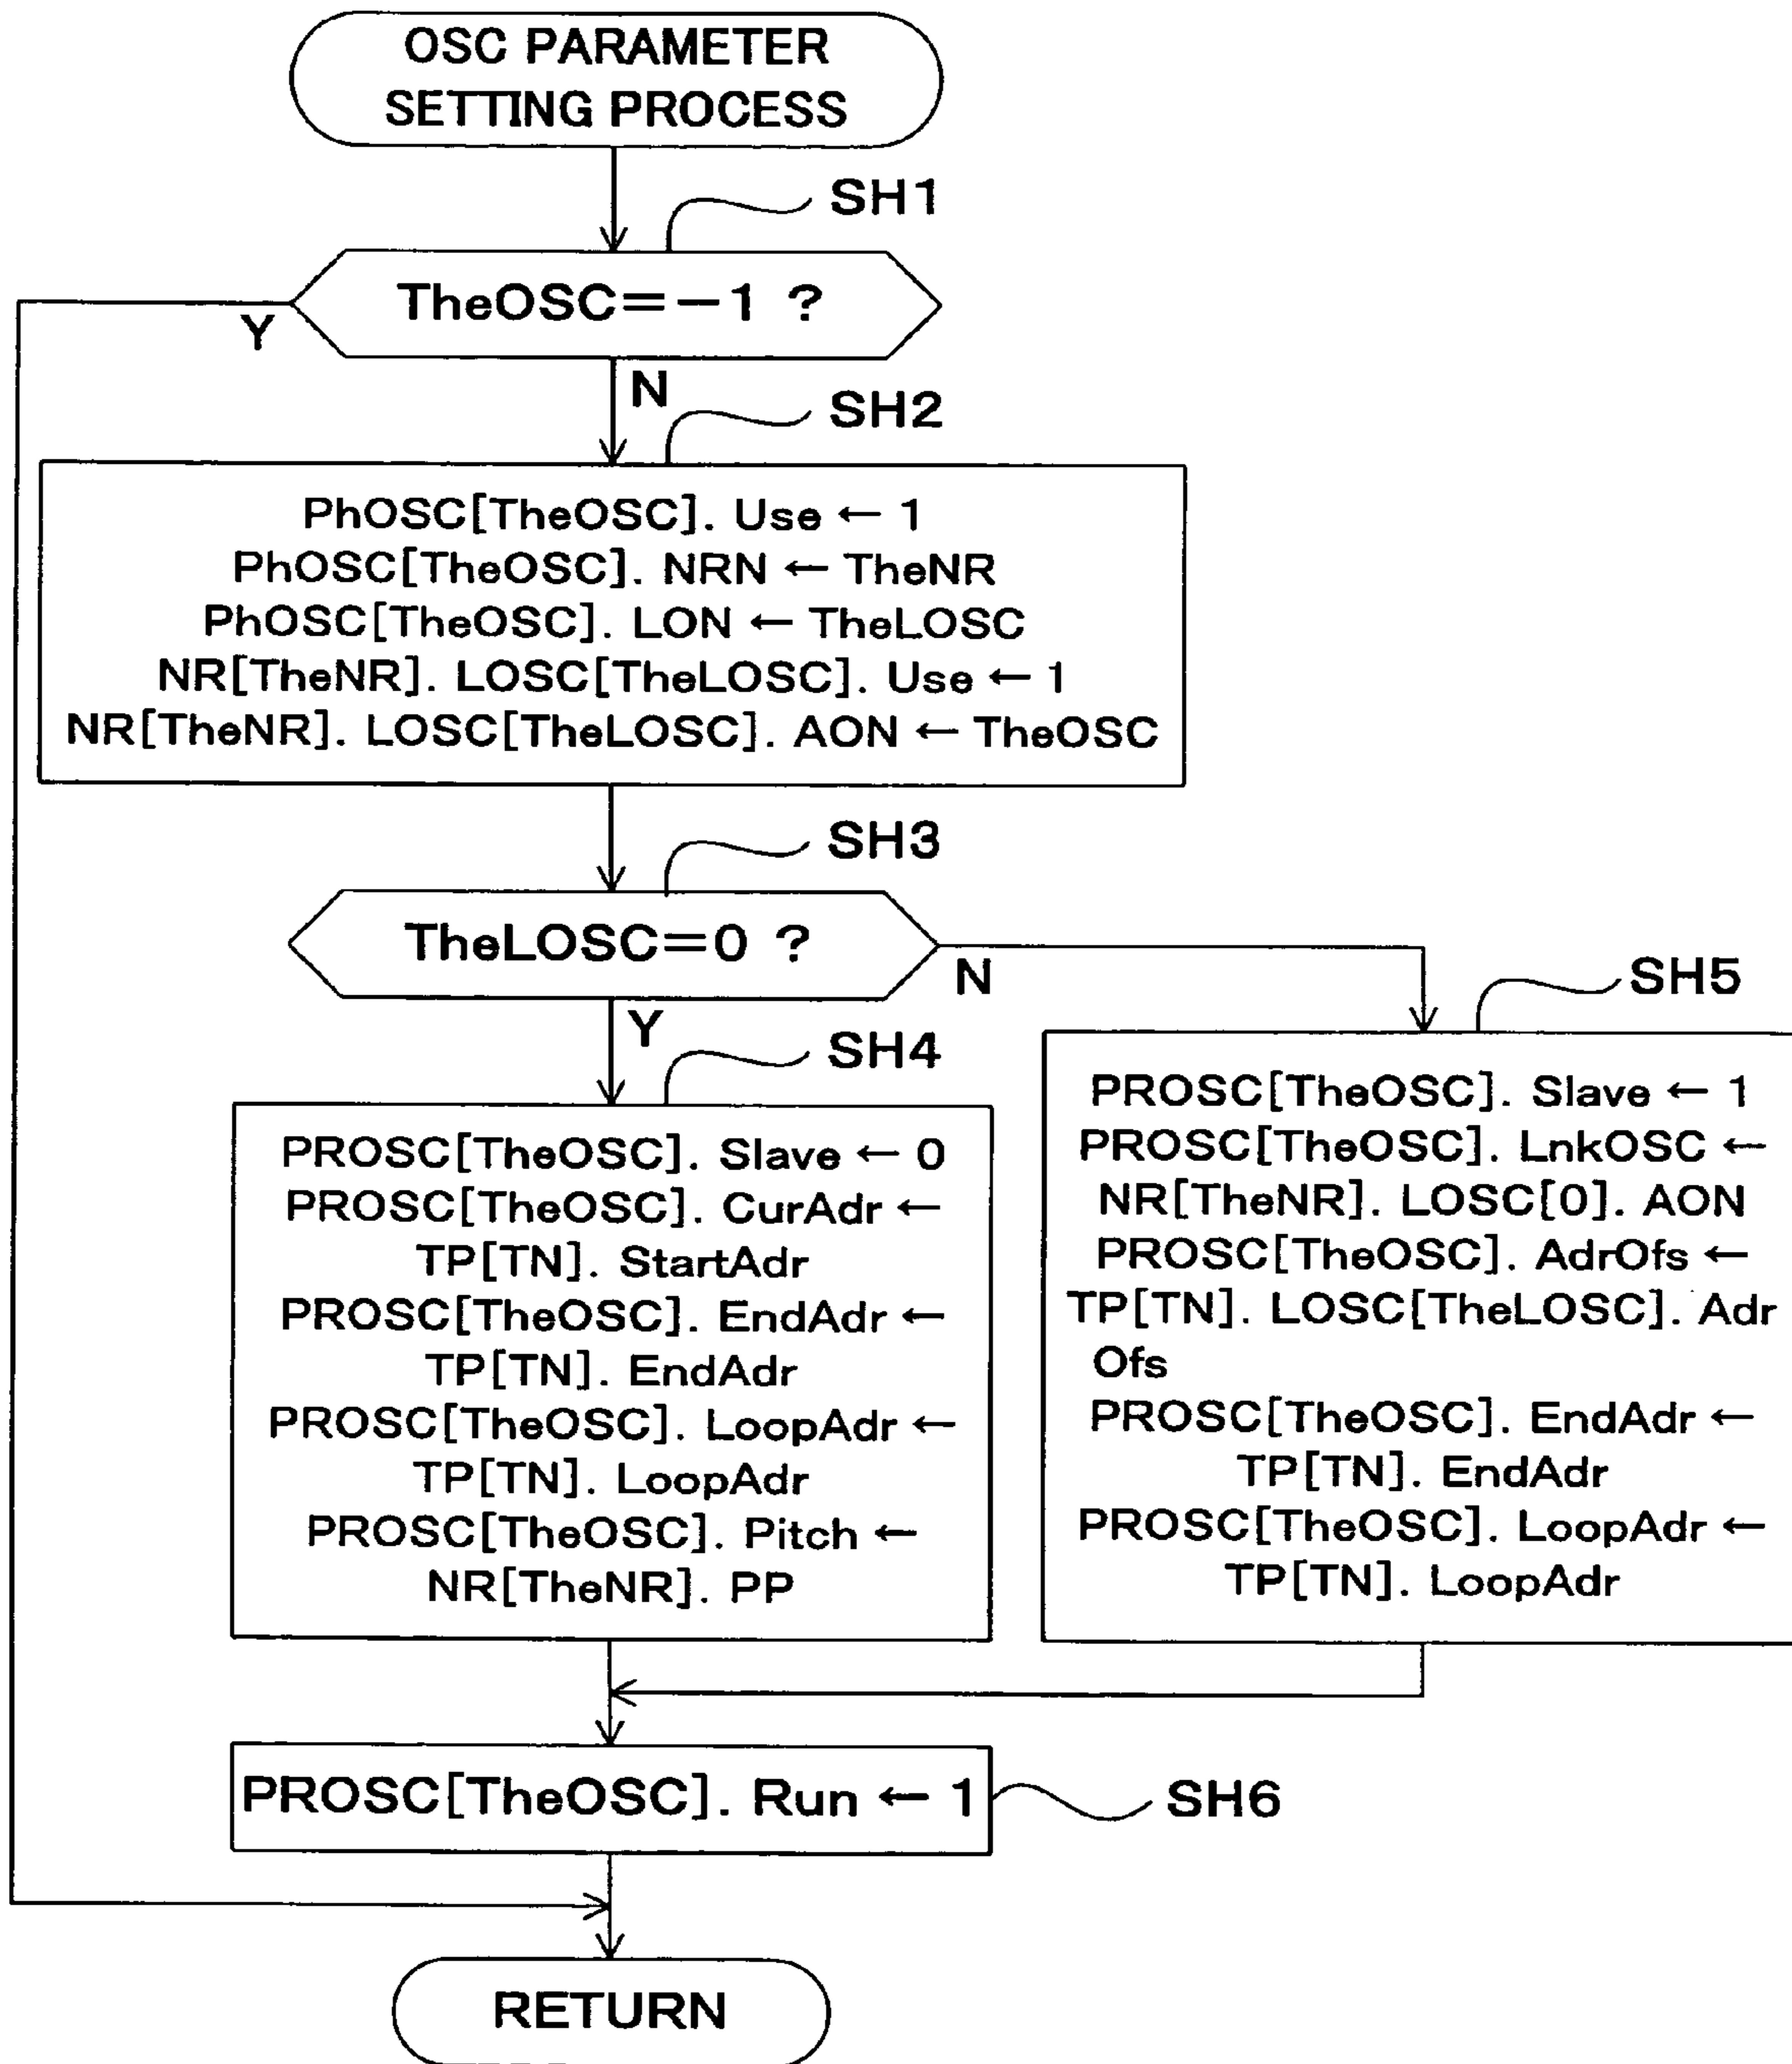 OSC PARAMETER
SETTING PROCESS
SH1
TheOSC=−1 ?
Y
N
SH2
PhOSC[TheOSC]. Use ← 1
PhOSC[TheOSC]. NRN ← TheNR
PhOSC[TheOSC]. LON ← TheLOSC
NR[TheNR]. LOSC[TheLOSC]. Use ← 1
NR[TheNR]. LOSC[TheLOSC]. AON ← TheOSC
SH3
TheLOSC=0 ?
N
Y
SH4
PROSC[TheOSC]. Slave ← 0
PROSC[TheOSC]. CurAdr ←
TP[TN]. StartAdr
PROSC[TheOSC]. EndAdr ←
TP[TN]. EndAdr
PROSC[TheOSC]. LoopAdr ←
TP[TN]. LoopAdr
PROSC[TheOSC]. Pitch ←
NR[TheNR]. PP
SH5
PROSC[TheOSC]. Slave ← 1
PROSC[TheOSC]. LnkOSC ←
NR[TheNR]. LOSC[0]. AON
PROSC[TheOSC]. AdrOfs ←
TP[TN]. LOSC[TheLOSC]. Adr
Ofs
PROSC[TheOSC]. EndAdr ←
TP[TN]. EndAdr
PROSC[TheOSC]. LoopAdr ←
TP[TN]. LoopAdr
PROSC[TheOSC]. Run ← 1
SH6
RETURN